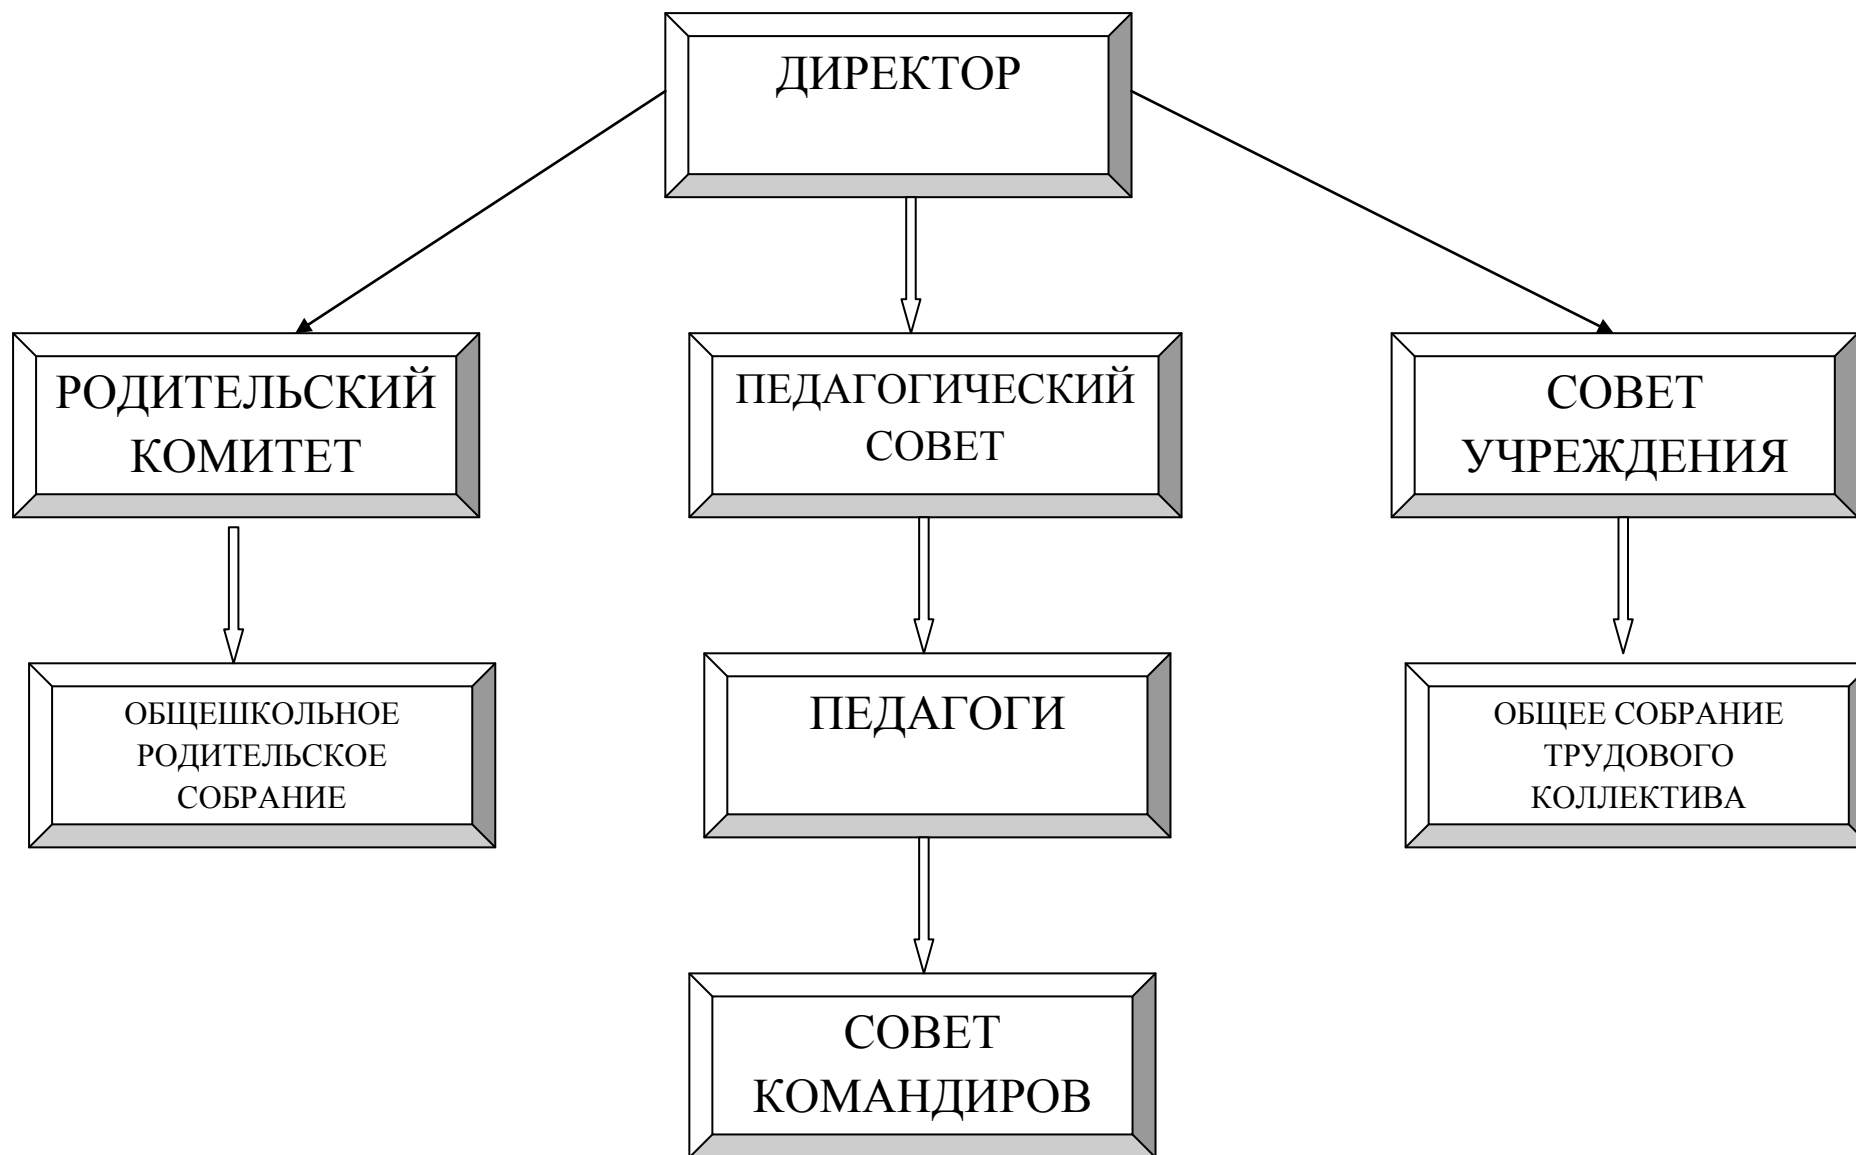 ДИРЕКТОР
РОДИТЕЛЬСКИЙ
КОМИТЕТ
ПЕДАГОГИЧЕСКИЙ
СОВЕТ
СОВЕТ
УЧРЕЖДЕНИЯ
ОБЩЕШКОЛЬНОЕ
РОДИТЕЛЬСКОЕ
СОБРАНИЕ
ПЕДАГОГИ
ОБЩЕЕ СОБРАНИЕ
ТРУДОВОГО
КОЛЛЕКТИВА
СОВЕТ
КОМАНДИРОВ